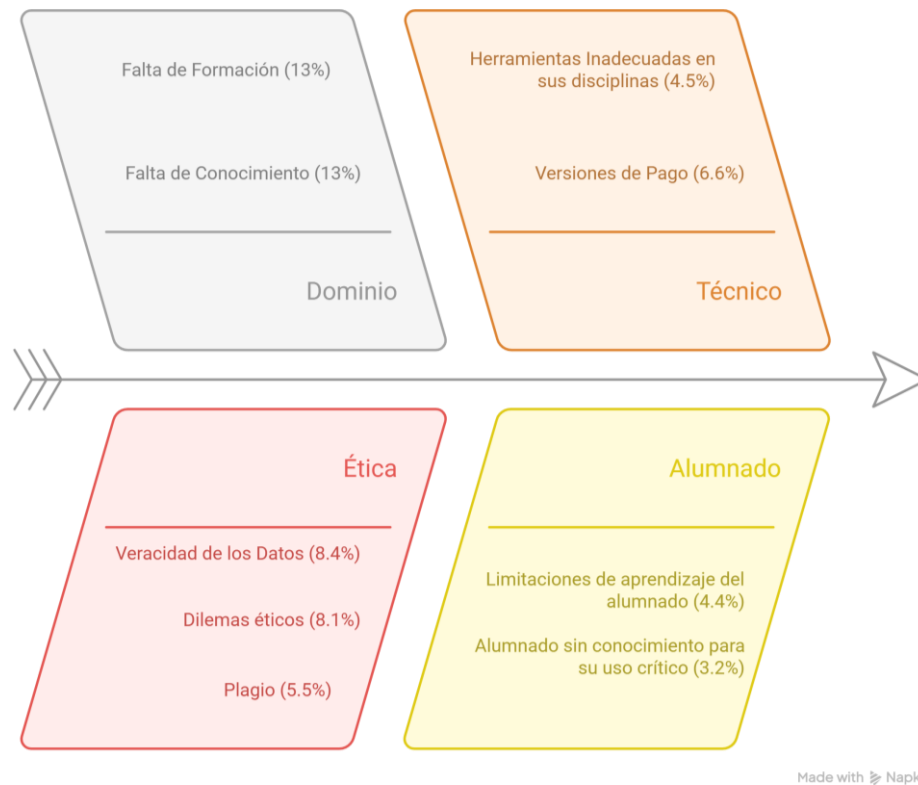 Falta de Formación (13%)
Falta de Conocimiento (13%)
Dominio
Herramientas Inadecuadas en
sus disciplinas (4.5%)
Versiones de Pago (6.6%)
Técnico
Ética
Veracidad de los Datos (8.4%)
Dilemas éticos (8.1%)
Plagio (5.5%)
Alumnado
Limitaciones de aprendizaje del
alumnado (4.4%)
Alumnado sin conocimiento para
su uso crítico (3.2%)
Made with Napk